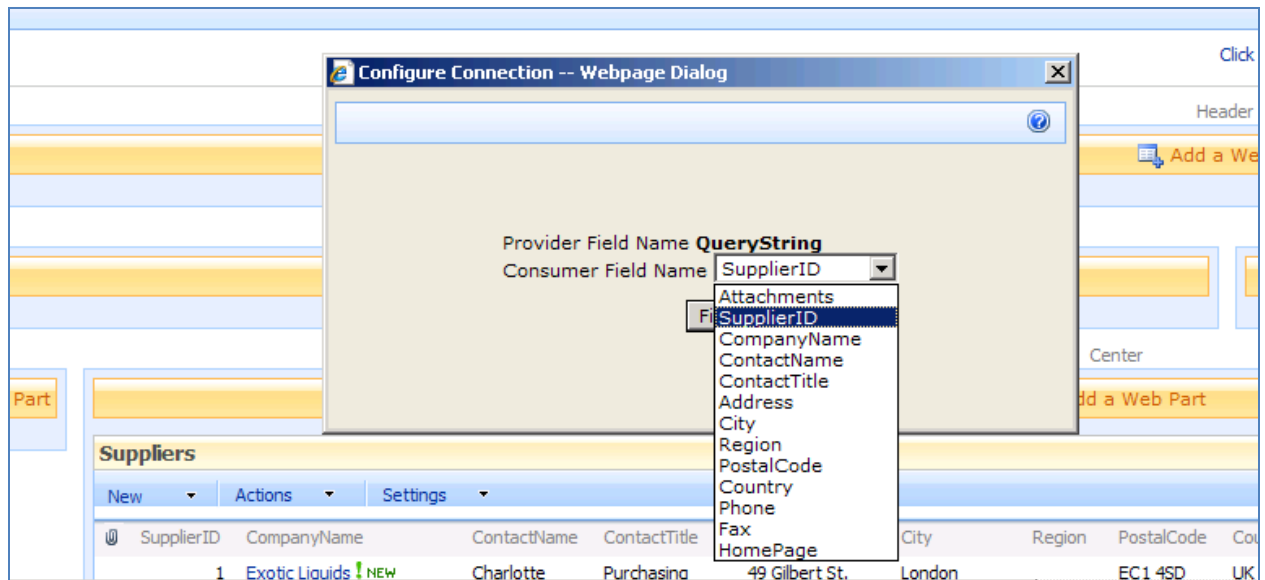 Click
Configure Connection -- Webpage Dialog
Header
Add a We
Provider Field Name QueryString
Consumer Field Name SupplierID
Attachments
Fi
SupplierID
CompanyName
ContactName
ContactTitle
Center
Address
Part
dd a Web Part
City
Region
Suppliers
PostalCode
Country
New Actions Settings
Phone
Fax
SupplierID CompanyName ContactName ContactTitle City Region PostalCode Cou
HomePage
1 Exotic Liquids ! NEW Charlotte Purchasing 49 Gilbert St. London EC1 4SD UK